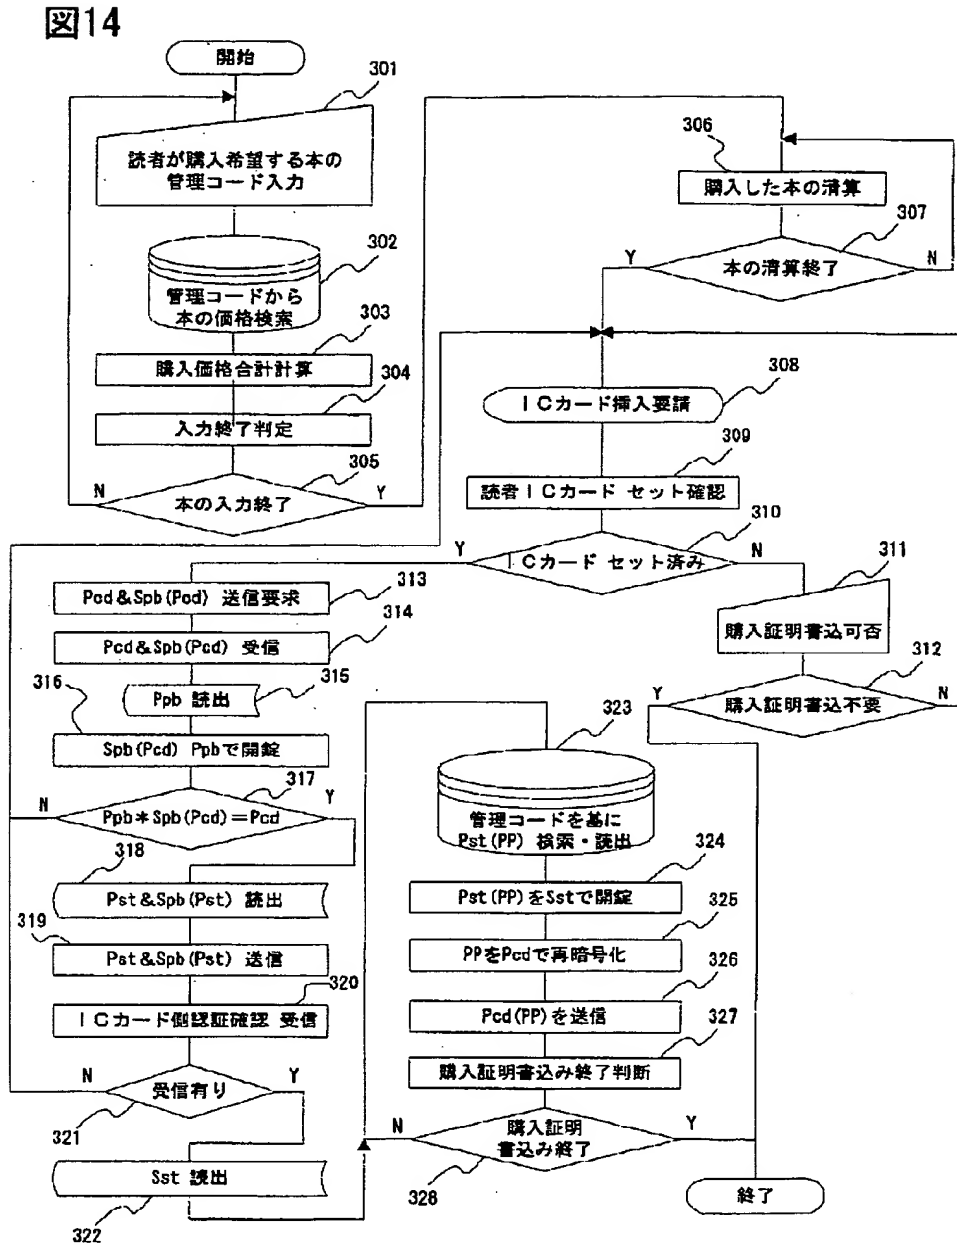 図14
開始
301
読者が購入希望する本の
管理コード入力
302
管理コードから
本の価格検索
303
購入価格合計計算
304
入力終了判定
305
N
本の入力終了
Y
306
購入した本の清算
307
Y
本の清算終了
N
308
ICカード挿入要請
309
読者ICカード セット確認
310
Y
ICカード セット済み
N
311
購入証明書込可否
312
Y
購入証明書込不要
N
313
Pcd&Spb(Pcd) 送信要求
314
Pcd&Spb(Pcd) 受信
315
Ppb 読出
316
Spb(Pcd) Ppbで開錠
317
N
Ppb*Spb(Pcd)=Pcd
Y
318
Pst&Spb(Pst) 読出
319
Pst&Spb(Pst) 送信
320
ICカード側認証確認 受信
N
受信有り
Y
321
Sst 読出
322
323
管理コードを基に
Pst(PP) 検索・読出
324
Pst(PP)をSstで開錠
325
PPをPcdで再暗号化
326
Pcd(PP)を送信
327
購入証明書込み終了判断
N
購入証明
書込み終了
Y
328
終了